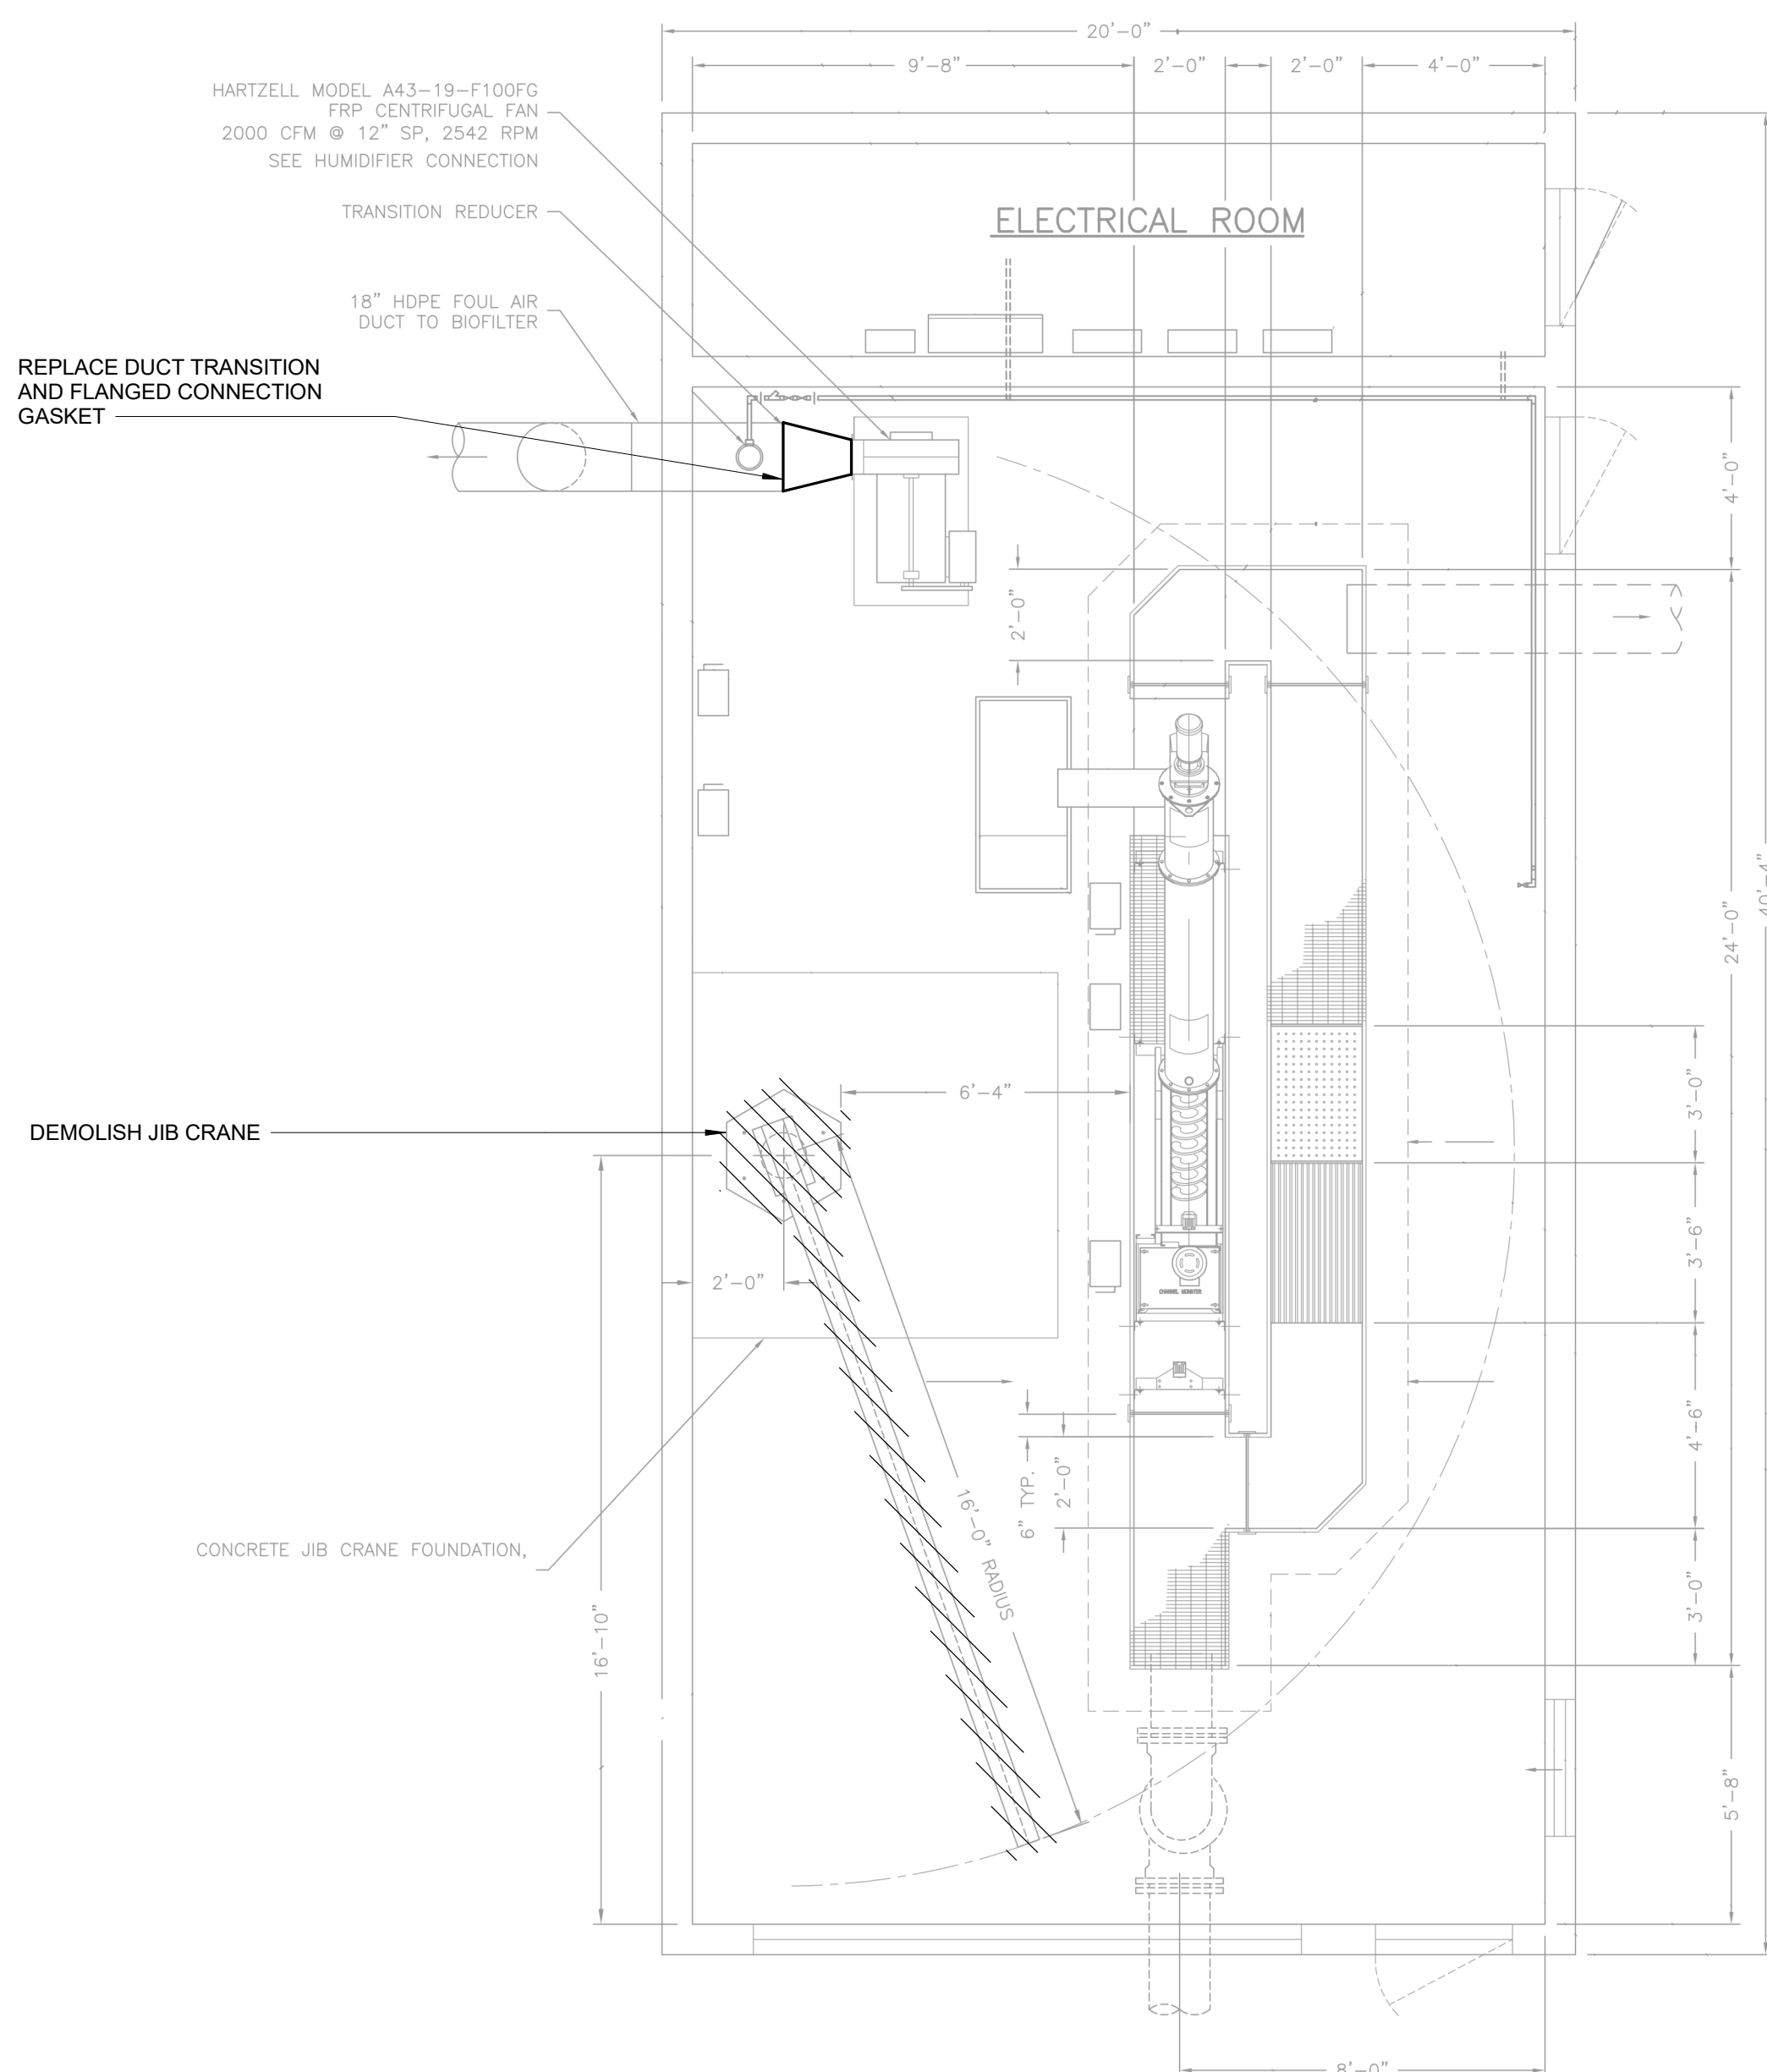 20'-0"
9'-8"
2'-0"
2'-0"
4'-0"
HARTZELL MODEL A43-19-F100FG
FRP CENTRIFUGAL FAN
2000 CFM @ 12" SP, 2542 RPM
SEE HUMIDIFIER CONNECTION
TRANSITION REDUCER
ELECTRICAL ROOM
18" HDPE FOUL AIR
DUCT TO BIOFILTER
REPLACE DUCT TRANSITION
AND FLANGED CONNECTION
GASKET
4'-0"
2'-0"
40'-4"
24'-0"
6'-4"
3'-0"
DEMOLISH JIB CRANE
2'-0"
3'-6"
CHANNEL MONSTER
4'-6"
6" TYP.
2'-0"
16'-0" RADIUS
CONCRETE JIB CRANE FOUNDATION,
3'-0"
16'-10"
5'-8"
8'-0"